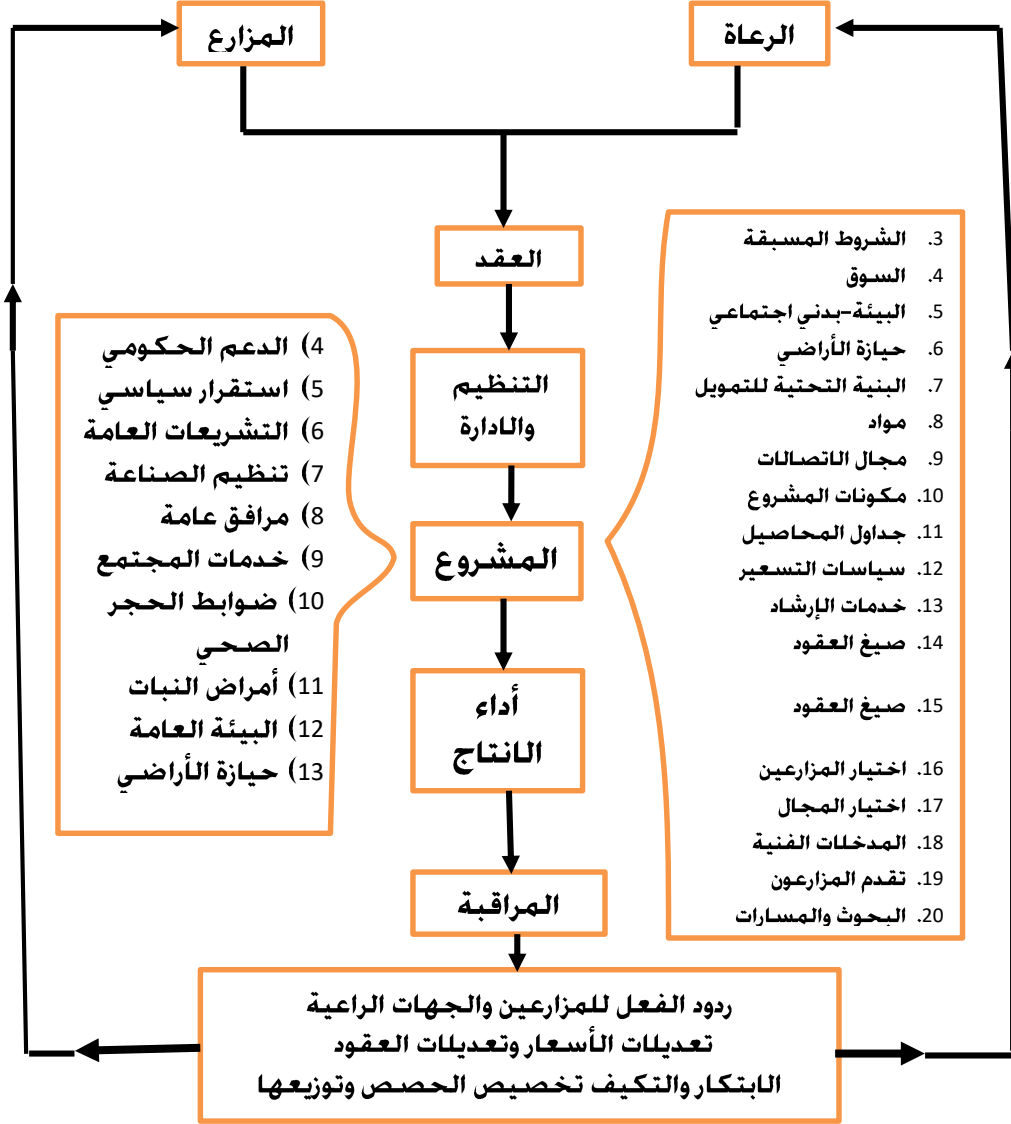 الرعاة
المزارع
العقد
التنظيم
والادارة
المشروع
أداء
الانتاج
المراقبة
3. الشروط المسبقة
4. السوق
5. البيئة-بدني اجتماعي
6. حيازة الأراضي
7. البنية التحتية للتمويل
8. مواد
9. مجال الاتصالات
10. مكونات المشروع
11. جداول المحاصيل
12. سياسات التسعير
13. خدمات الإرشاد
14. صيغ العقود
15. صيغ العقود
16. اختيار المزارعين
17. اختيار المجال
18. المدخلات الفنية
19. تقدم المزارعون
20. البحوث والمسارات
4) الدعم الحكومي
5) استقرار سياسي
6) التشريعات العامة
7) تنظيم الصناعة
8) مرافق عامة
9) خدمات المجتمع
10) ضوابط الحجر
الصحي
11) أمراض النبات
12) البيئة العامة
13) حيازة الأراضي
ردود الفعل للمزارعين والجهات الراعية
تعديلات الأسعار وتعديلات العقود
الابتكار والتكيف تخصيص الحصص وتوزيعها